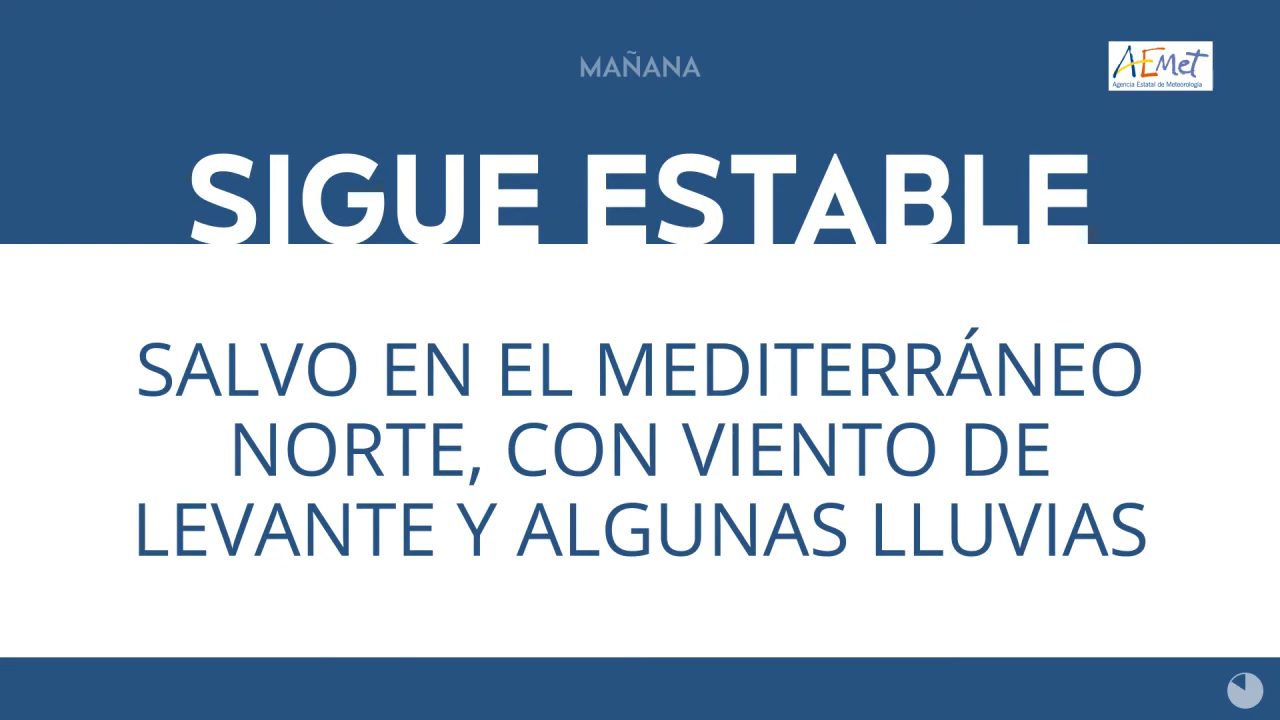 MAÑANA
AEMet
Agencia Estatal de Meteorología
SIGUE ESTABLE
SALVO EN EL MEDITERRÁNEO
NORTE, CON VIENTO DE
LEVANTE Y ALGUNAS LLUVIAS